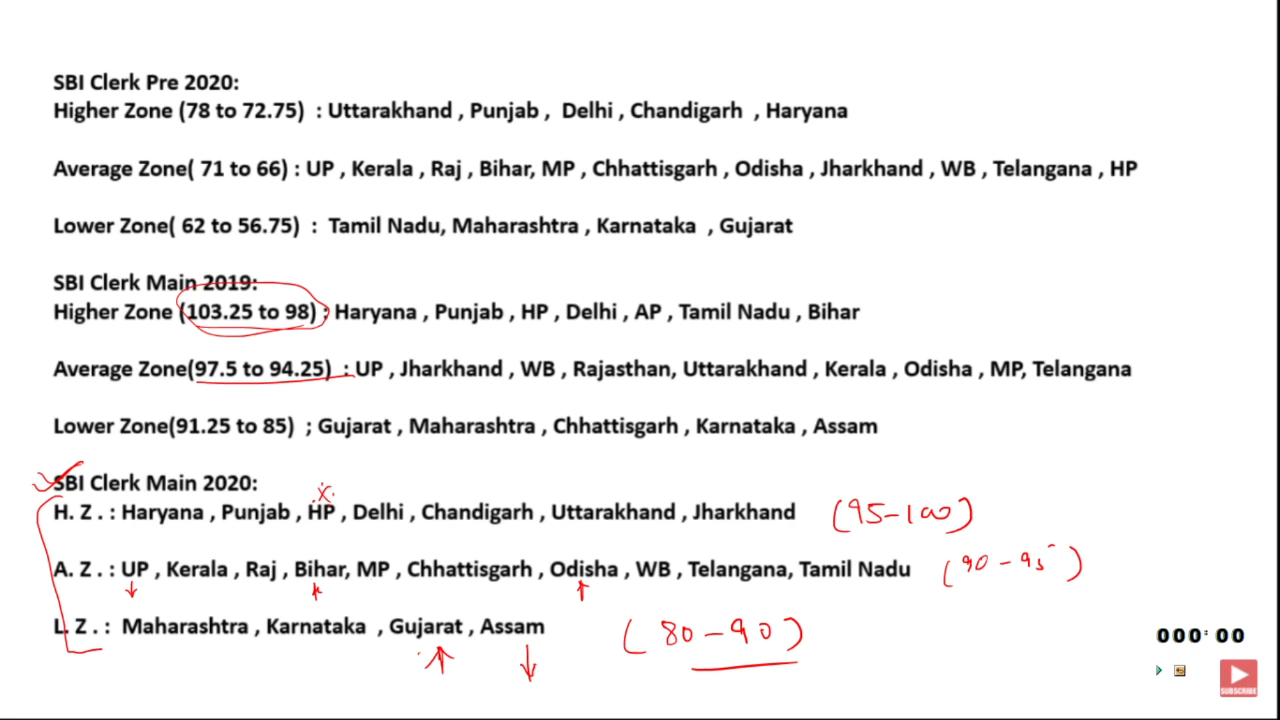 SBI Clerk Pre 2020:
Higher Zone (78 to 72.75) : Uttarakhand , Punjab , Delhi , Chandigarh , Haryana
Average Zone( 71 to 66) : UP , Kerala , Raj , Bihar, MP , Chhattisgarh , Odisha , Jharkhand , WB , Telangana , HP
Lower Zone( 62 to 56.75) : Tamil Nadu, Maharashtra , Karnataka , Gujarat
SBI Clerk Main 2019:
Higher Zone (103.25 to 98) : Haryana , Punjab , HP , Delhi , AP , Tamil Nadu , Bihar
Average Zone(97.5 to 94.25) : UP , Jharkhand , WB , Rajasthan, Uttarakhand , Kerala , Odisha , MP, Telangana
Lower Zone(91.25 to 85) ; Gujarat , Maharashtra , Chhattisgarh , Karnataka , Assam
SBI Clerk Main 2020:
H. Z . : Haryana , Punjab , HP , Delhi , Chandigarh , Uttarakhand , Jharkhand (95-100)
A. Z . : UP , Kerala , Raj , Bihar, MP , Chhattisgarh , Odisha , WB , Telangana, Tamil Nadu (90-95)
L. Z . : Maharashtra , Karnataka , Gujarat , Assam (80-90)
000:00
SUBSCRIBE